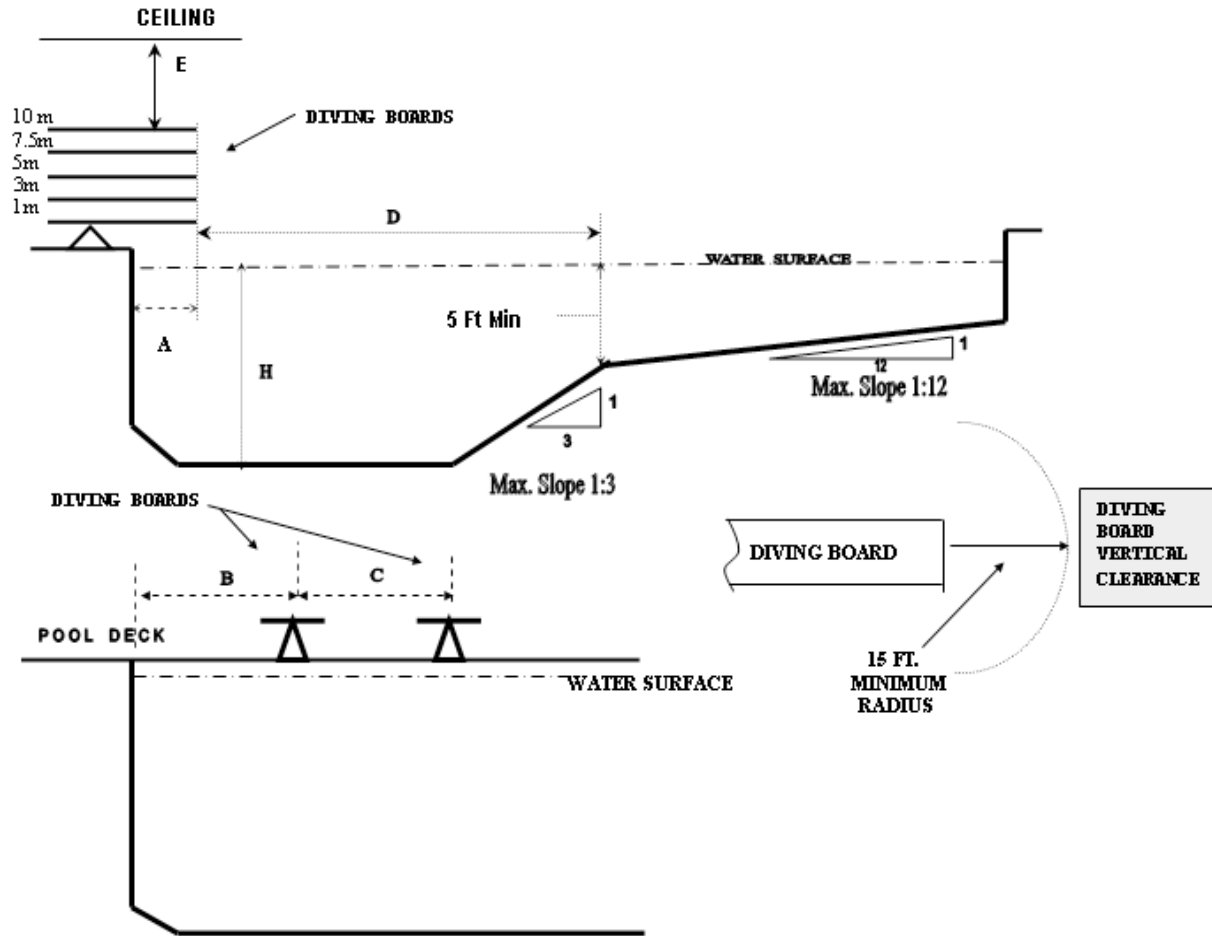 CEILING
E
10 m
7.5m
5m
3m
1m
DIVING BOARDS
D
WATER SURFACE
A
H
5 Ft Min
1
12
Max. Slope 1:12
1
3
Max. Slope 1:3
DIVING BOARDS
B
C
POOL DECK
WATER SURFACE
DIVING BOARD
15 FT.
MINIMUM
RADIUS
DIVING
BOARD
VERTICAL
CLEARANCE